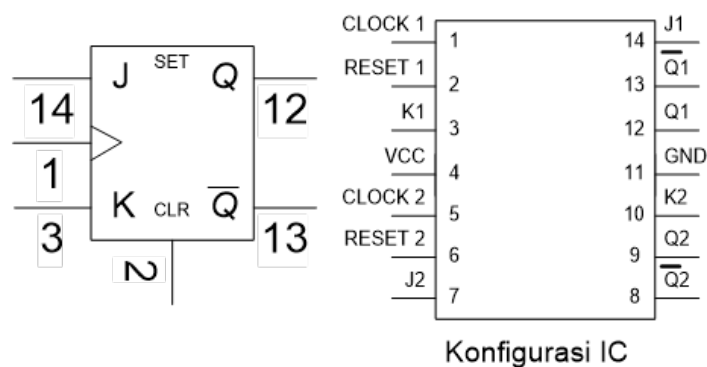 J SET Q
14 12
1
K CLR Q̅
3 13
2
CLOCK 1 1 14 J1
RESET 1 2 13 Q̅1
K1 3 12 Q1
VCC 4 11 GND
CLOCK 2 5 10 K2
RESET 2 6 9 Q2
J2 7 8 Q̅2
Konfigurasi IC